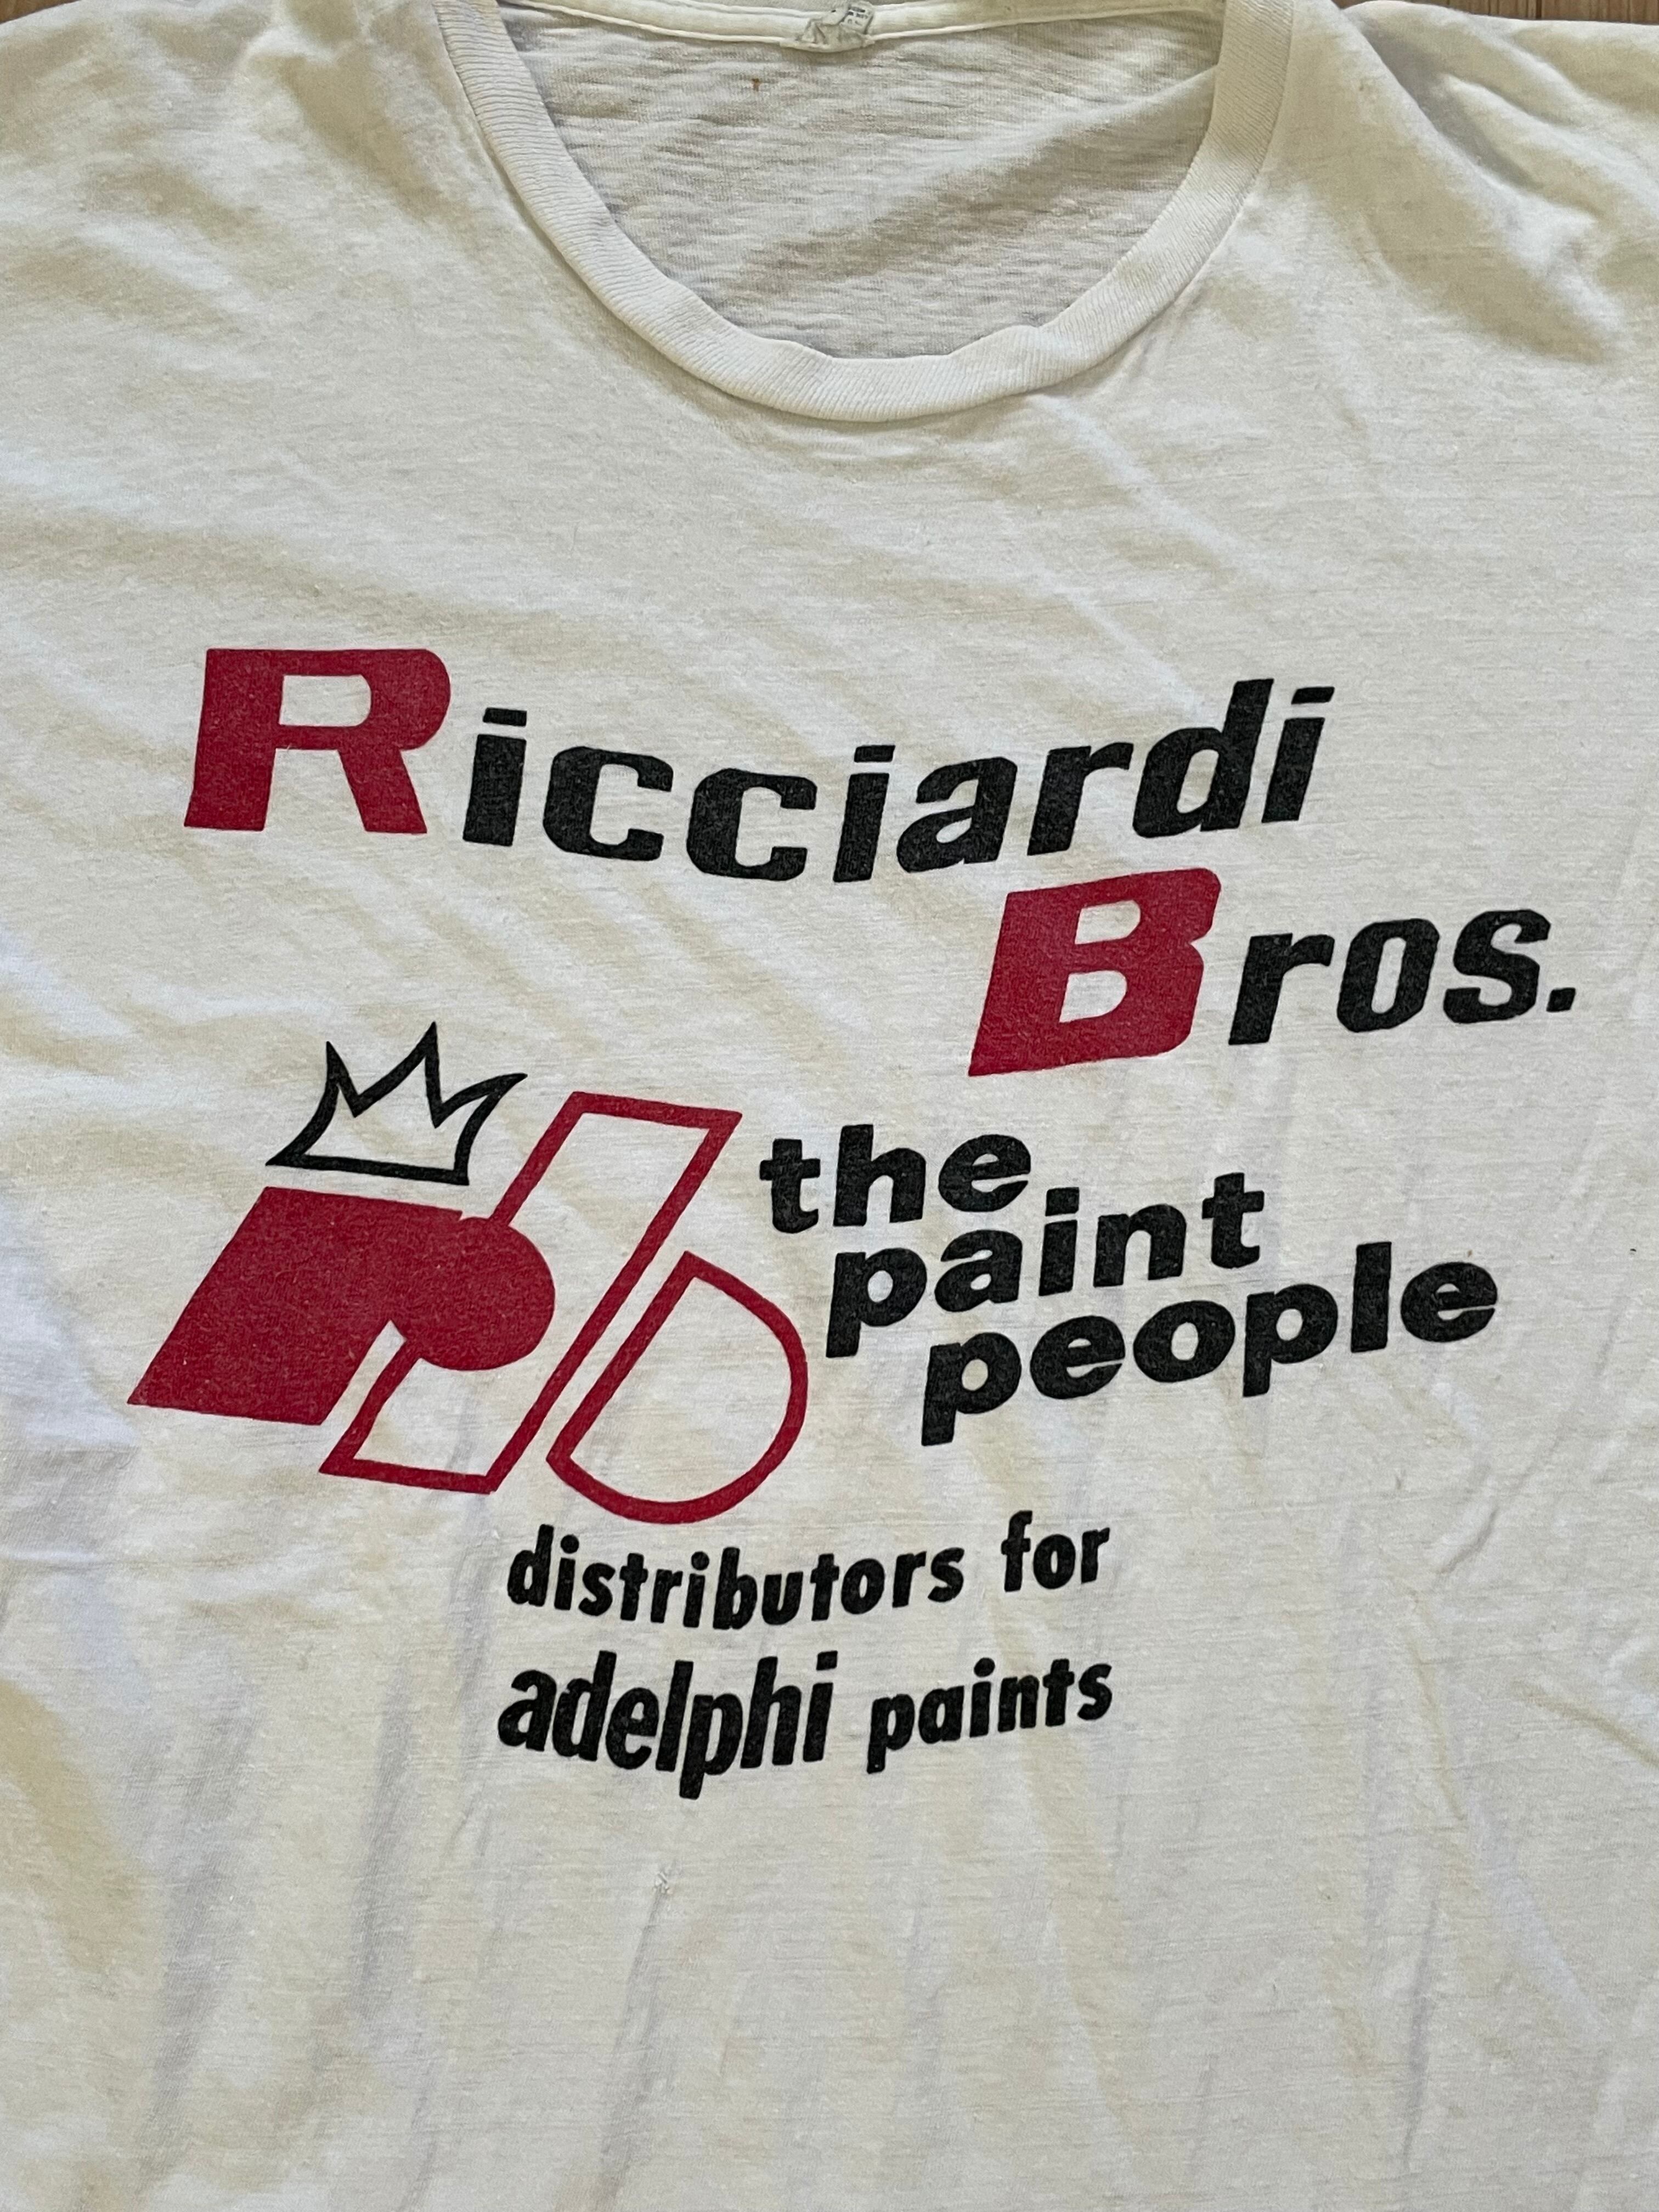 Ricciardi
Bros.
the
paint
people
distributors for
adelphi paints